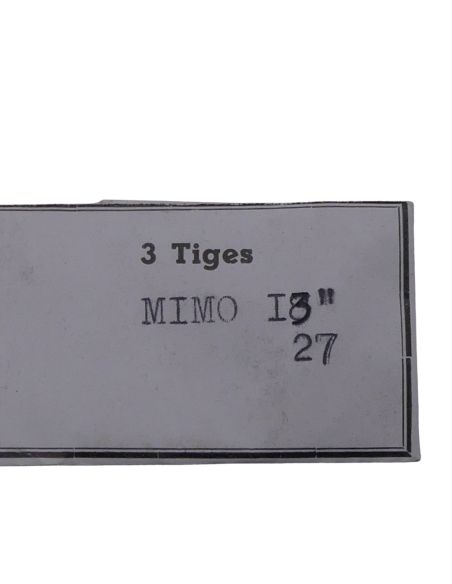 3 Tiges
MIMO I3"
27